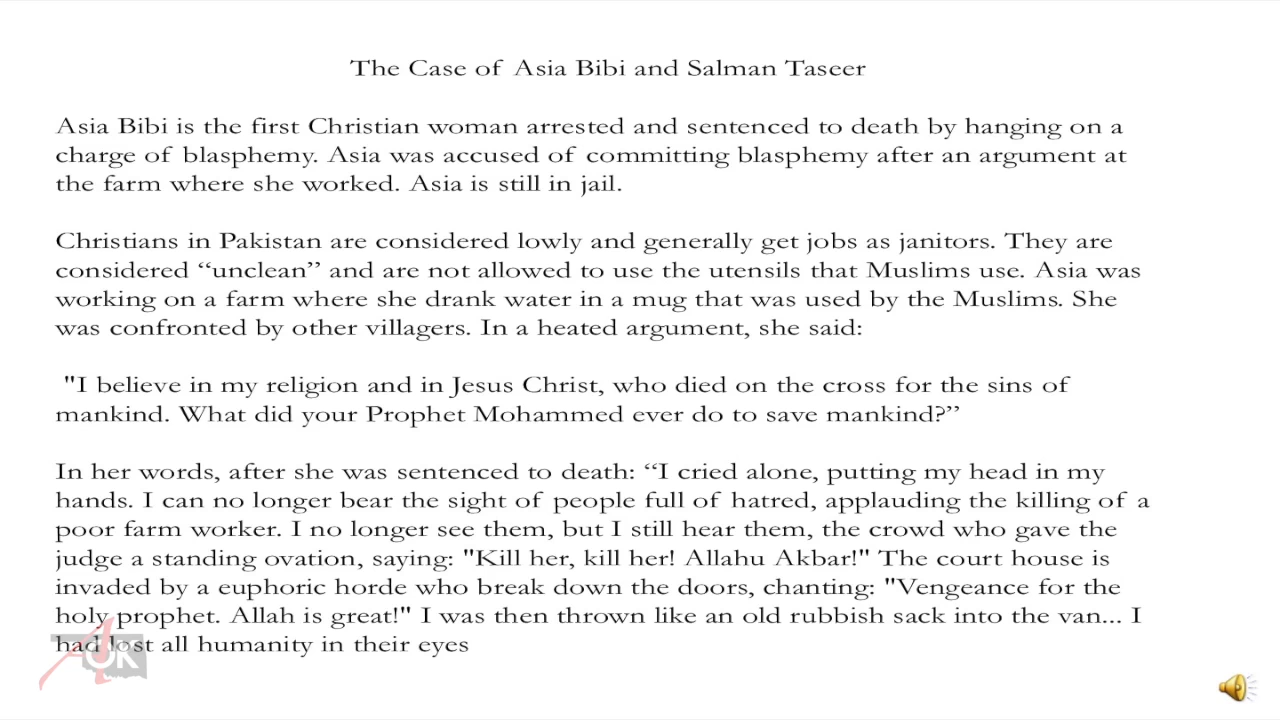 The Case of Asia Bibi and Salman Taseer
Asia Bibi is the first Christian woman arrested and sentenced to death by hanging on a
charge of blasphemy. Asia was accused of committing blasphemy after an argument at
the farm where she worked. Asia is still in jail.
Christians in Pakistan are considered lowly and generally get jobs as janitors. They are
considered “unclean” and are not allowed to use the utensils that Muslims use. Asia was
working on a farm where she drank water in a mug that was used by the Muslims. She
was confronted by other villagers. In a heated argument, she said:
"I believe in my religion and in Jesus Christ, who died on the cross for the sins of
mankind. What did your Prophet Mohammed ever do to save mankind?”
In her words, after she was sentenced to death: “I cried alone, putting my head in my
hands. I can no longer bear the sight of people full of hatred, applauding the killing of a
poor farm worker. I no longer see them, but I still hear them, the crowd who gave the
judge a standing ovation, saying: "Kill her, kill her! Allahu Akbar!" The court house is
invaded by a euphoric horde who break down the doors, chanting: "Vengeance for the
holy prophet. Allah is great!" I was then thrown like an old rubbish sack into the van... I
had lost all humanity in their eyes
AOK